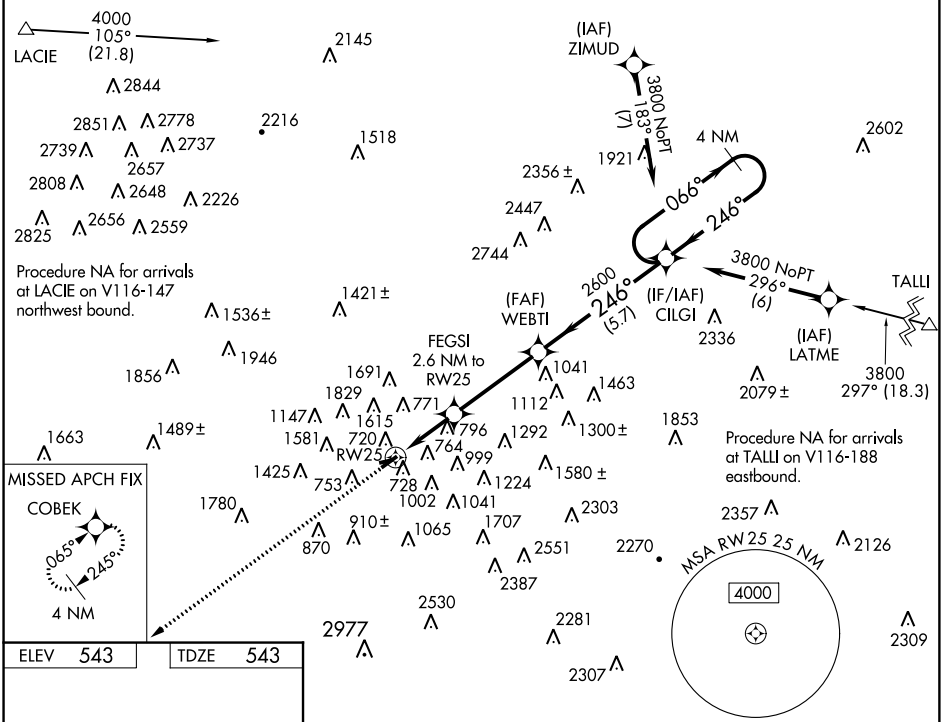 4000
105°
(21.8)
LACIE
2145
(IAF)
ZIMUD
3800 NoPT
183°
(7)
4 NM
2602
2844
2851
2778
2216
2739
2657
2737
1518
1921
2356 ±
2808
2648
2226
066°
246°
2447
2825
2656
2559
2744
3800 NoPT
296°
(6)
TALLI
Procedure NA for arrivals
at LACIE on V116-147
northwest bound.
2600
246°
(5.7)
(IF/IAF)
CILGI
(FAF)
WEBTI
1536 ±
1421 ±
2336
(IAF)
LATME
3800
297° (18.3)
FEGSI
2.6 NM to
RW25
1946
1856
1691
1041
2079 ±
1829
771
1112
1463
1147
1615
796
1300 ±
1853
1663
1489 ±
1581
720
764
1292
Procedure NA for arrivals
at TALLI on V116-188
eastbound.
RW25
999
1425
753
728
1224
1580 ±
MISSED APCH FIX
COBEK
065°
245°
4 NM
1002
1041
1780
870
910 ±
1065
1707
2303
2357
2551
2270
2126
2387
MSA RW25 25 NM
4000
2530
2977
2281
2307
2309
ELEV 543
TDZE 543